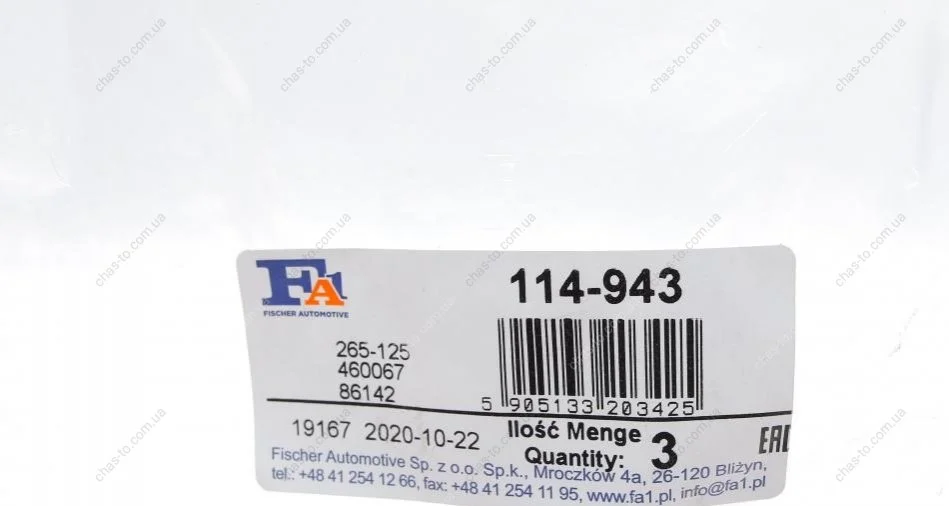 chas-to.com.ua
FA1
FISCHER AUTOMOTIVE
114-943
265-125
460067
86142
5 905133 203425
19167 2020-10-22
Ilość Menge
Quantity: 3
EAC
Fischer Automotive Sp. z o.o. Sp.k., Mroczków 4a, 26-120 Bliżyn,
tel.: +48 41 254 12 66, fax: +48 41 254 11 95, www.fa1.pl, info@fa1.pl